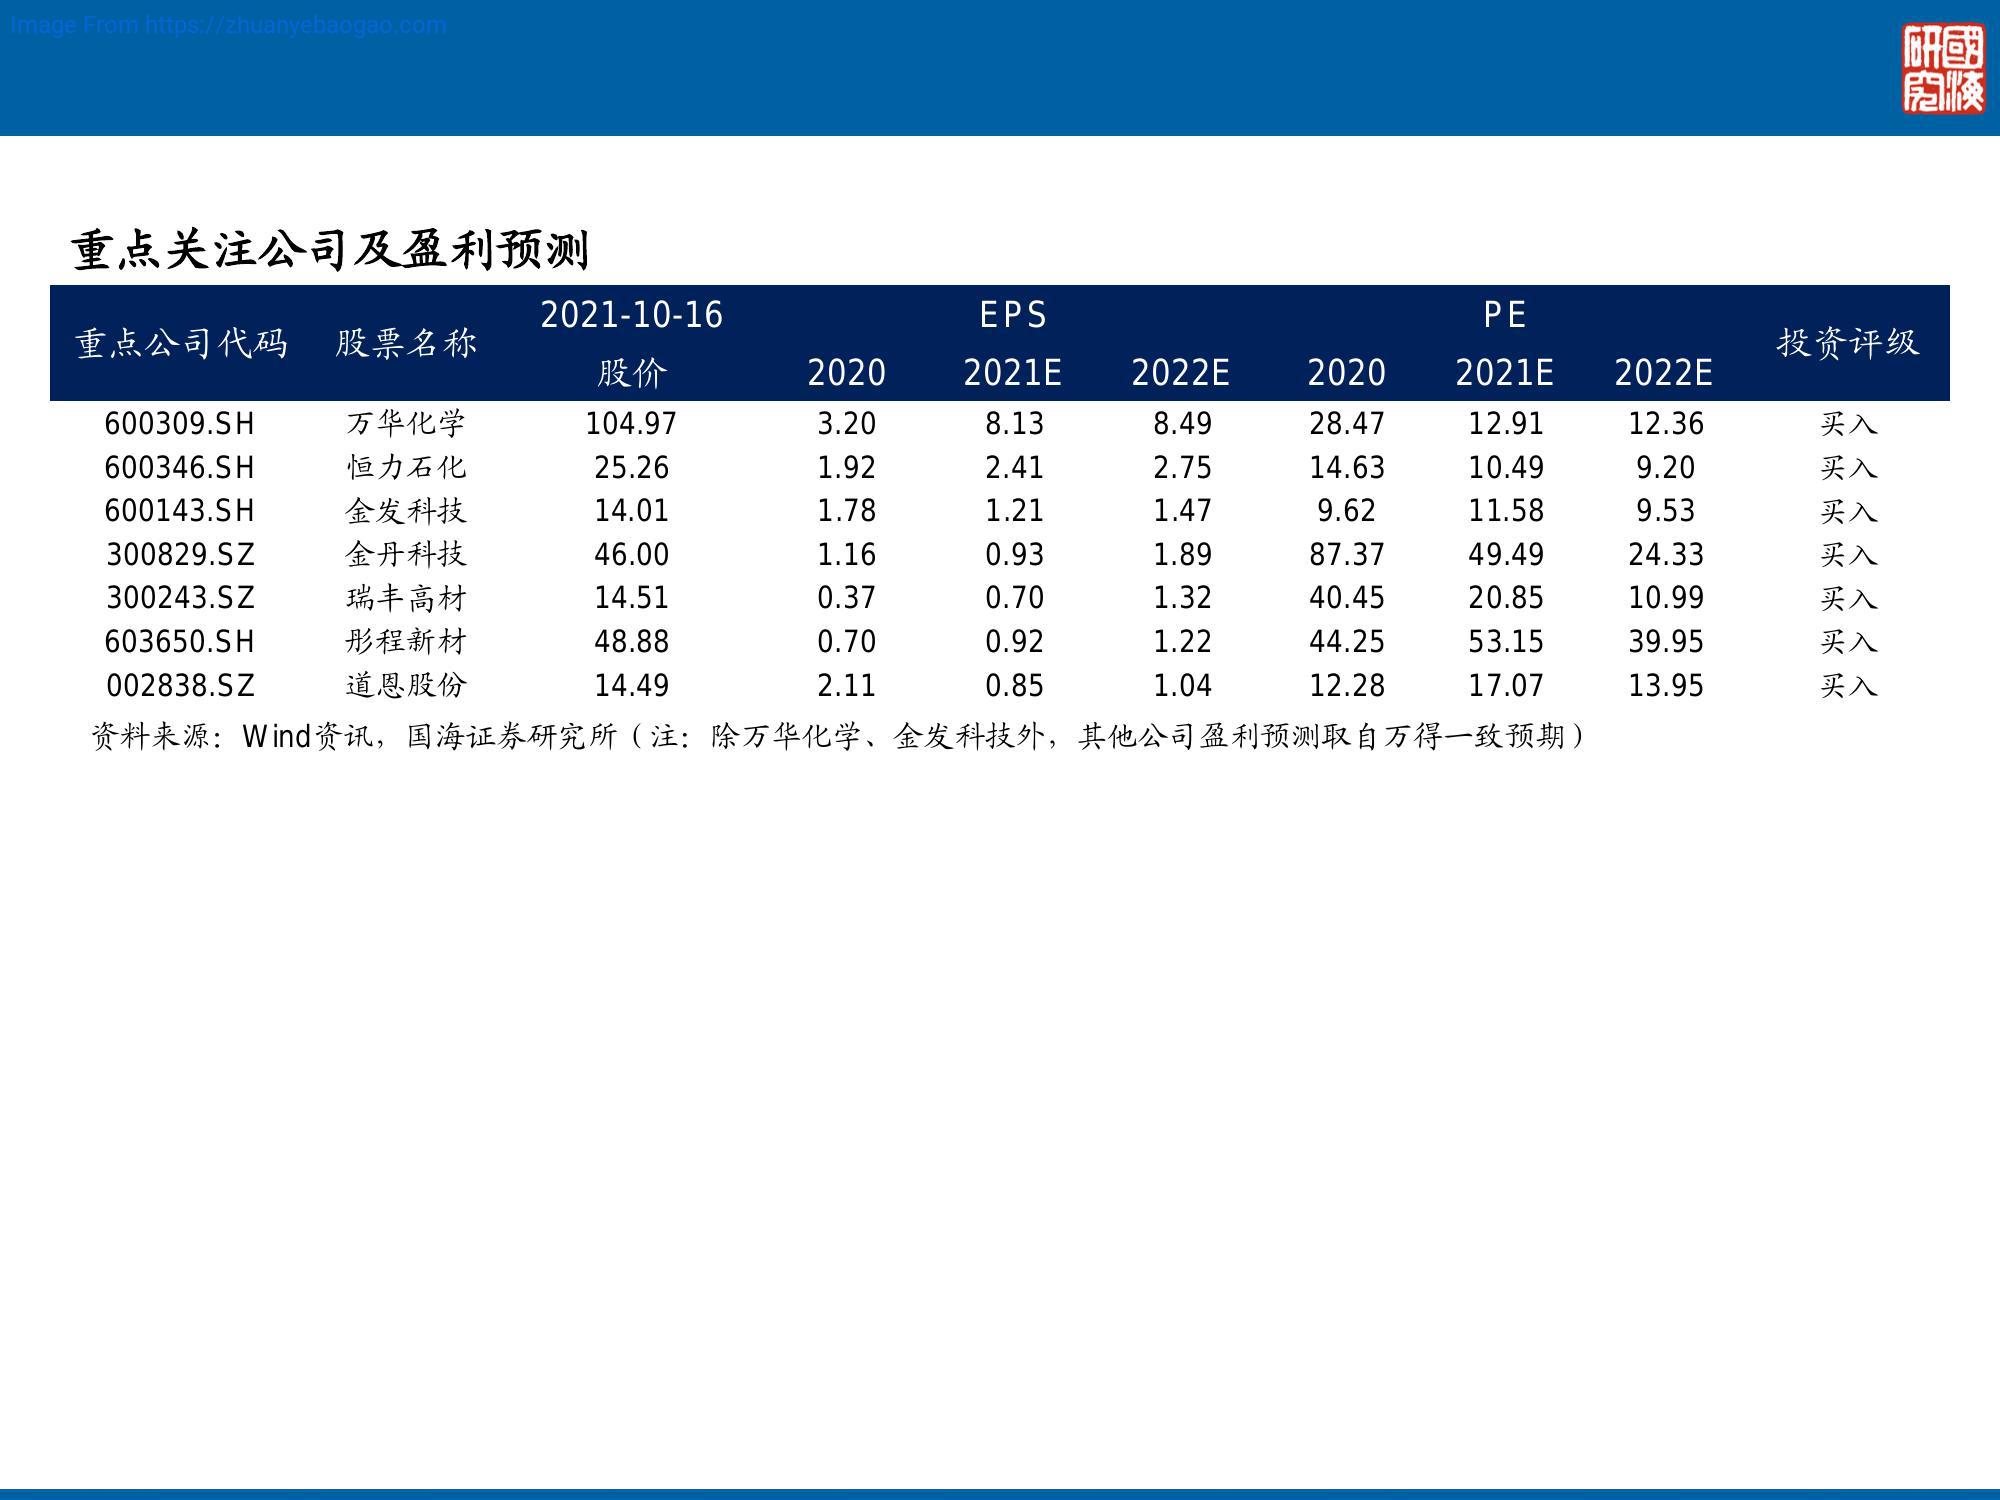 Image From https://zhuanyebaogao.com
研國
究海
重点关注公司及盈利预测
重点公司代码 股票名称 2021-10-16 股价 EPS PE 投资评级
2020 2021E 2022E 2020 2021E 2022E
600309.SH 万华化学 104.97 3.20 8.13 8.49 28.47 12.91 12.36 买入
600346.SH 恒力石化 25.26 1.92 2.41 2.75 14.63 10.49 9.20 买入
600143.SH 金发科技 14.01 1.78 1.21 1.47 9.62 11.58 9.53 买入
300829.SZ 金丹科技 46.00 1.16 0.93 1.89 87.37 49.49 24.33 买入
300243.SZ 瑞丰高材 14.51 0.37 0.70 1.32 40.45 20.85 10.99 买入
603650.SH 彤程新材 48.88 0.70 0.92 1.22 44.25 53.15 39.95 买入
002838.SZ 道恩股份 14.49 2.11 0.85 1.04 12.28 17.07 13.95 买入
资料来源：Wind资讯，国海证券研究所（注：除万华化学、金发科技外，其他公司盈利预测取自万得一致预期）